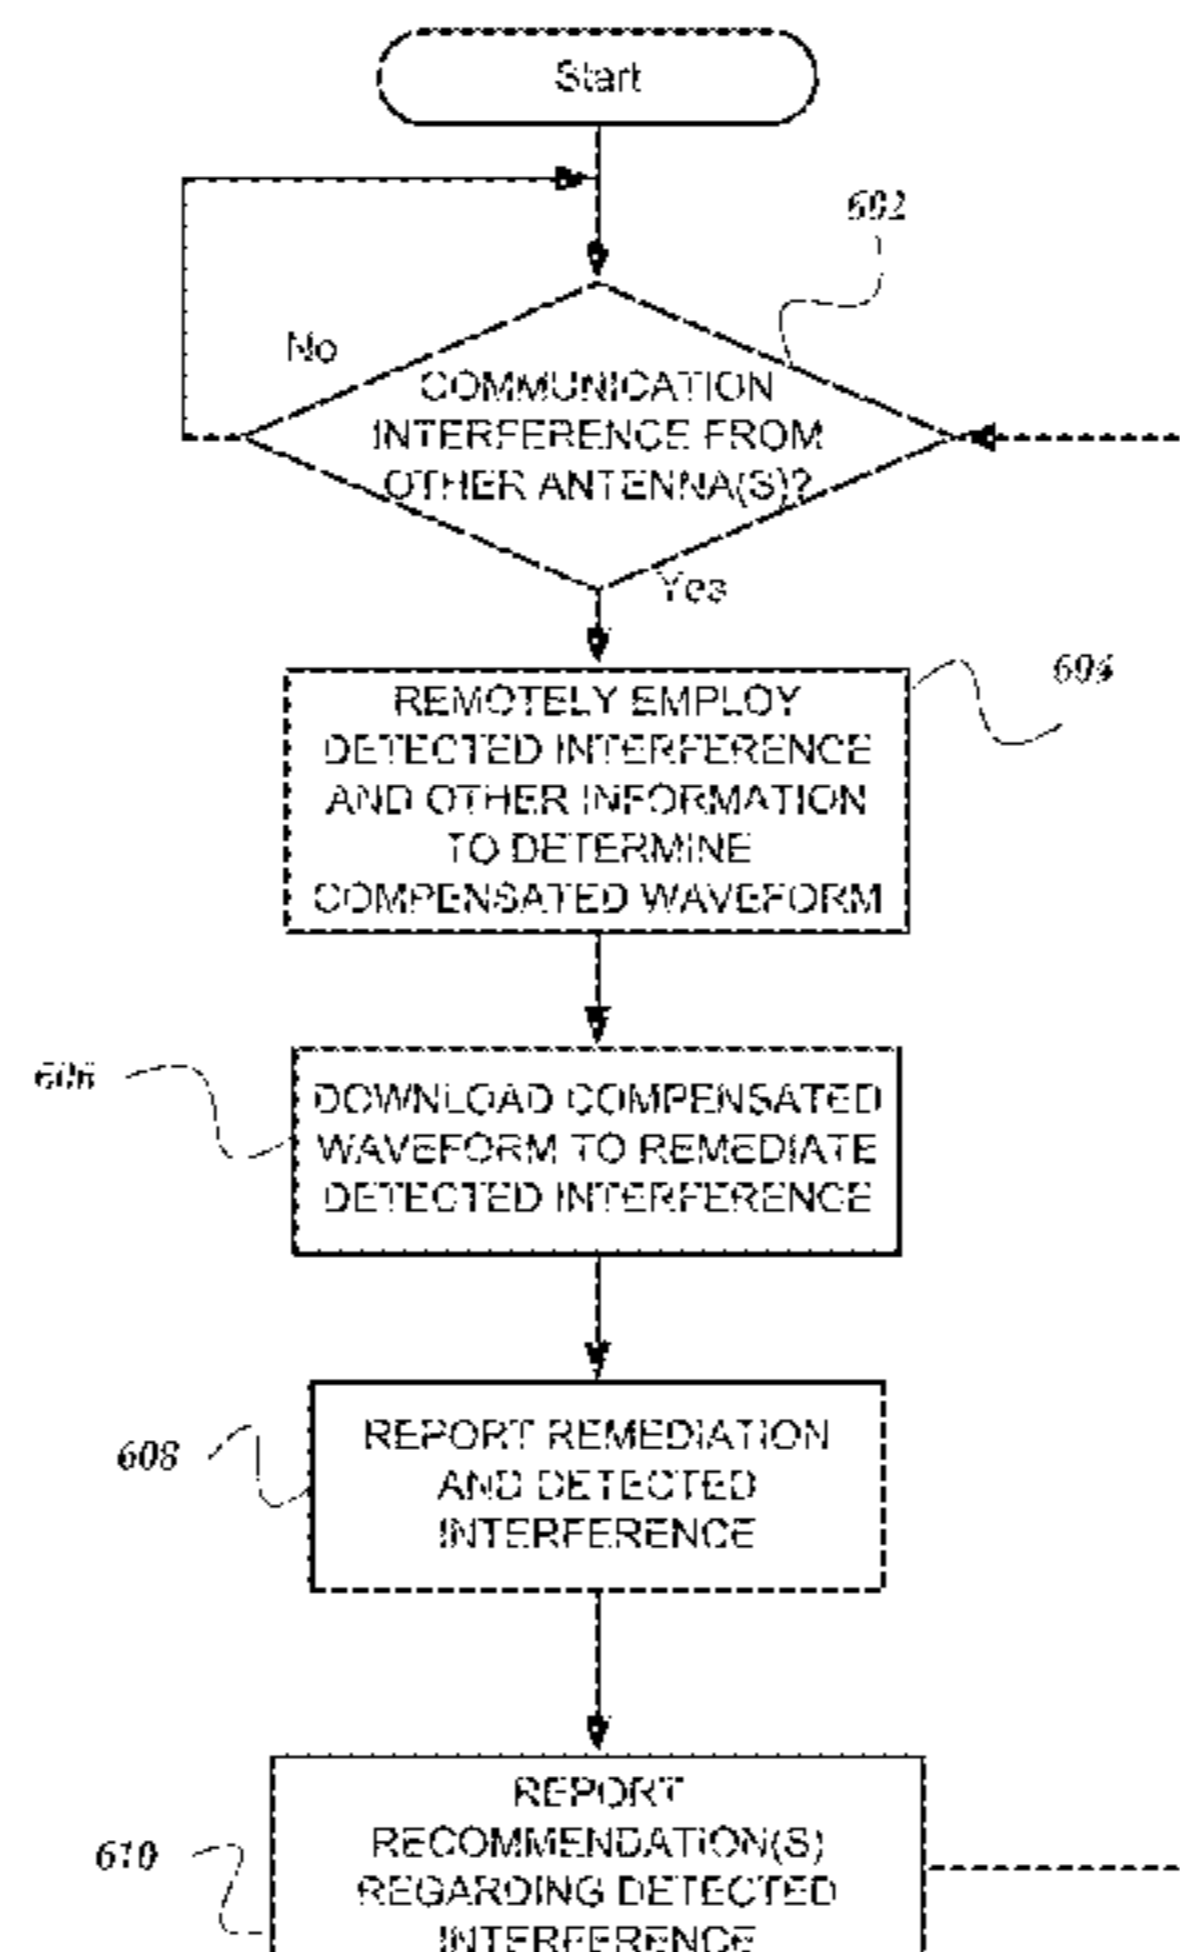 Start
602
No
COMMUNICATION
INTERFERENCE FROM
OTHER ANTENNA(S)?
Yes
604
REMOTELY EMPLOY
DETECTED INTERFERENCE
AND OTHER INFORMATION
TO DETERMINE
COMPENSATED WAVEFORM
606
DOWNLOAD COMPENSATED
WAVEFORM TO REMEDIATE
DETECTED INTERFERENCE
608
REPORT REMEDIATION
AND DETECTED
INTERFERENCE
610
REPORT
RECOMMENDATION(S)
REGARDING DETECTED
INTERFERENCE